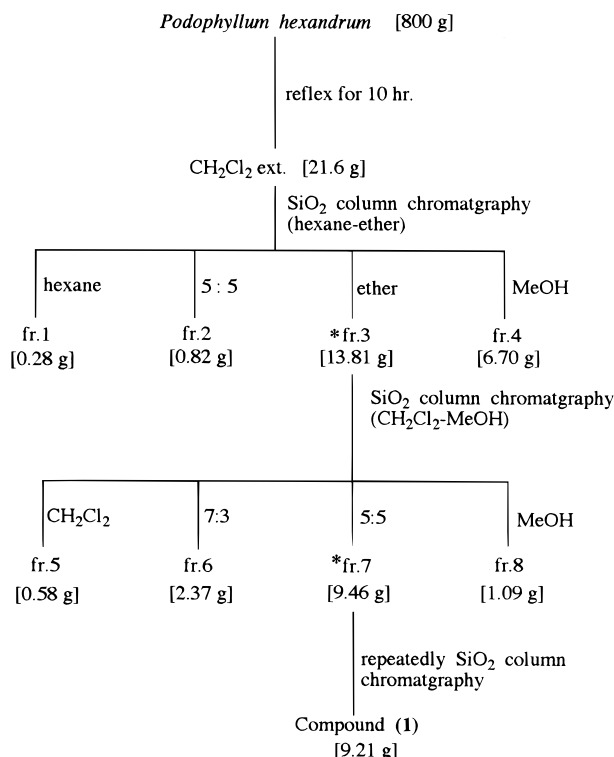 Podophyllum hexandrum [800 g]
reflex for 10 hr.
CH₂Cl₂ ext. [21.6 g]
SiO₂ column chromatgraphy
(hexane-ether)
hexane 5 : 5 ether MeOH
fr.1 fr.2 *fr.3 fr.4
[0.28 g] [0.82 g] [13.81 g] [6.70 g]
SiO₂ column chromatgraphy
(CH₂Cl₂-MeOH)
CH₂Cl₂ 7:3 5:5 MeOH
fr.5 fr.6 *fr.7 fr.8
[0.58 g] [2.37 g] [9.46 g] [1.09 g]
repeatedly SiO₂ column
chromatgraphy
Compound (1)
[9.21 g]